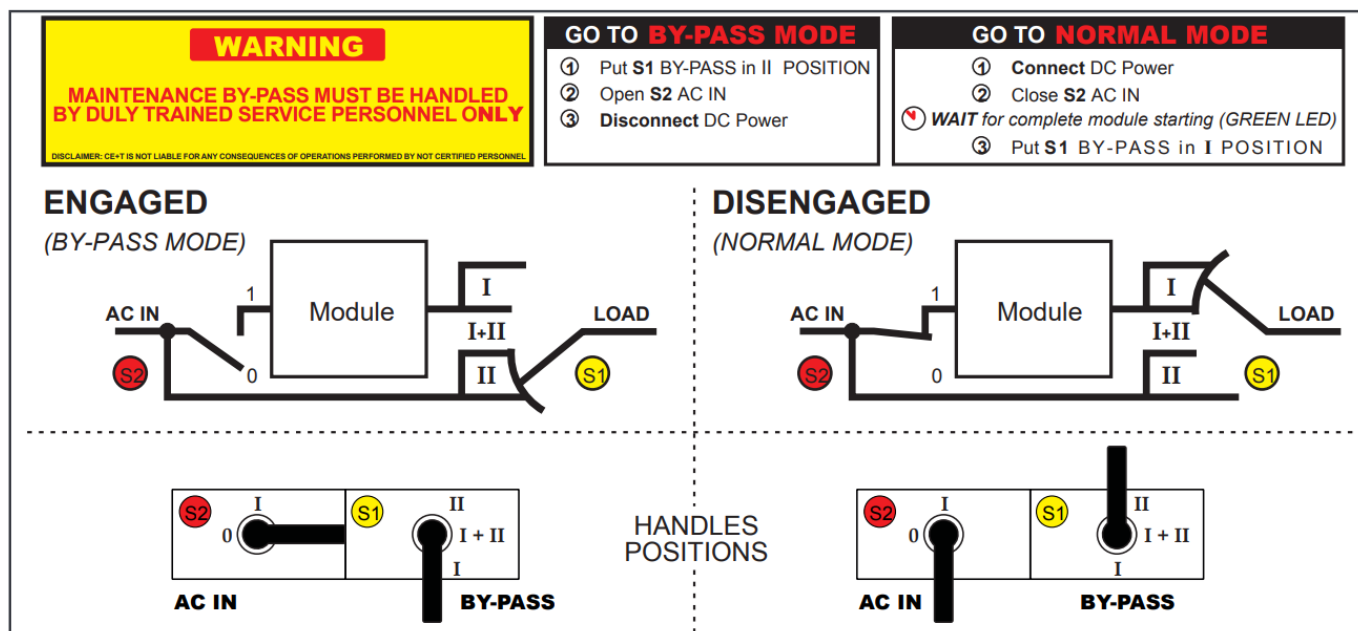 WARNING
MAINTENANCE BY-PASS MUST BE HANDLED
BY DULY TRAINED SERVICE PERSONNEL ONLY
DISCLAIMER: CE+T IS NOT LIABLE FOR ANY CONSEQUENCES OF OPERATIONS PERFORMED BY NOT CERTIFIED PERSONNEL
GO TO BY-PASS MODE
① Put S1 BY-PASS in II POSITION
② Open S2 AC IN
③ Disconnect DC Power
GO TO NORMAL MODE
① Connect DC Power
② Close S2 AC IN
WAIT for complete module starting (GREEN LED)
③ Put S1 BY-PASS in I POSITION
ENGAGED
(BY-PASS MODE)
AC IN
S2
1
0
Module
I
I+II
II
LOAD
S1
DISENGAGED
(NORMAL MODE)
AC IN
S2
1
0
Module
I
I+II
II
LOAD
S1
S2
I
0
AC IN
S1
II
I + II
I
BY-PASS
HANDLES
POSITIONS
S2
I
0
AC IN
S1
II
I + II
I
BY-PASS